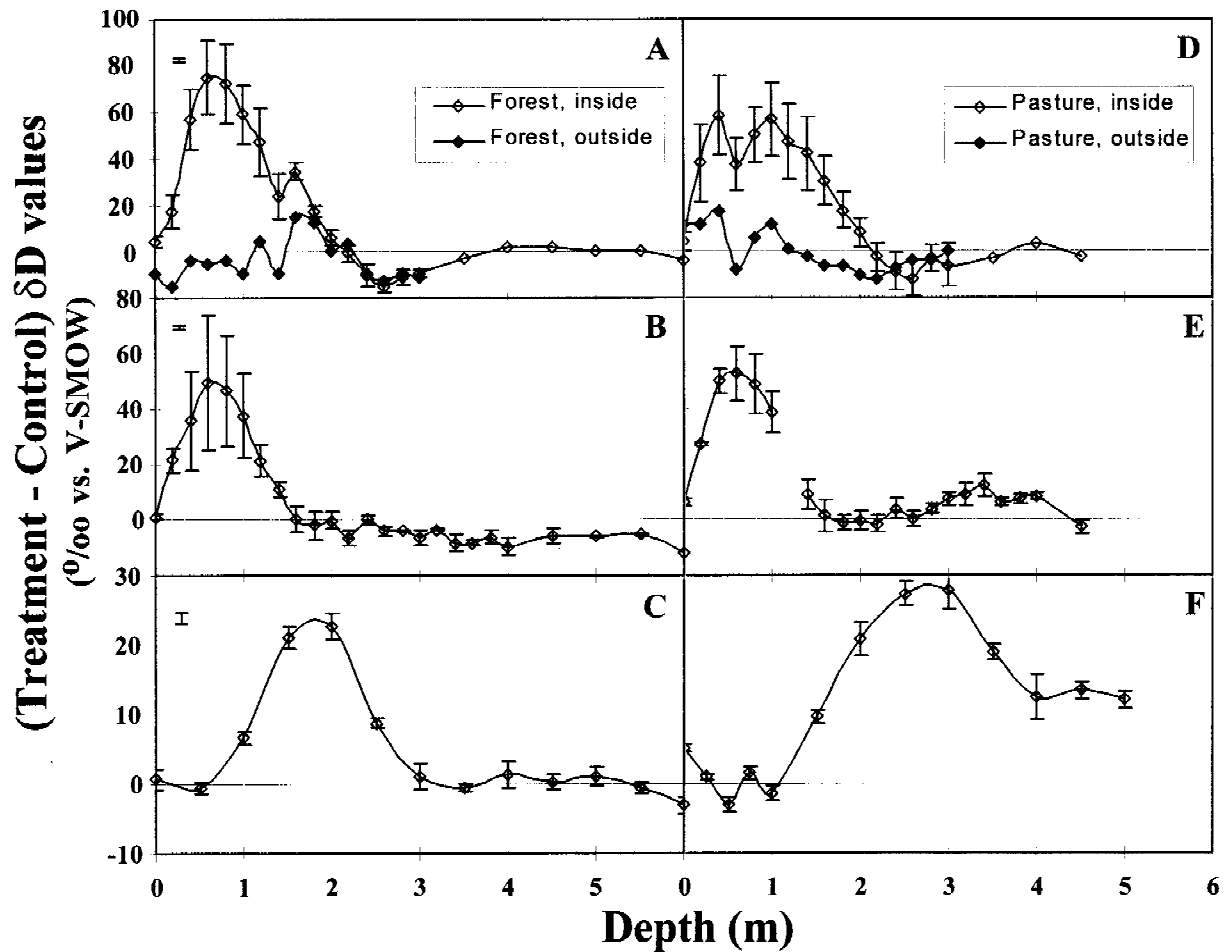 (Treatment - Control) δD values
(⁰/oo vs. V-SMOW)
100
80
60
40
20
0
A
Forest, inside
Forest, outside
D
Pasture, inside
Pasture, outside
80
60
40
20
0
B
E
30
20
10
0
-10
C
F
0 1 2 3 4 5 0 1 2 3 4 5 6
Depth (m)